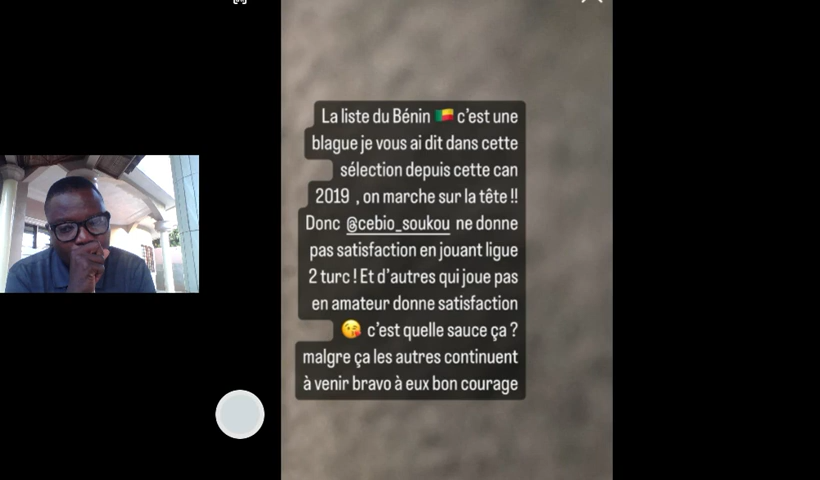 La liste du Bénin 🇧🇯 c'est une
blague je vous ai dit dans cette
sélection depuis cette can
2019 , on marche sur la tête !!
Donc @cebio_soukou ne donne
pas satisfaction en jouant ligue
2 turc ! Et d'autres qui joue pas
en amateur donne satisfaction
😘 c'est quelle sauce ça ?
malgre ça les autres continuent
à venir bravo à eux bon courage